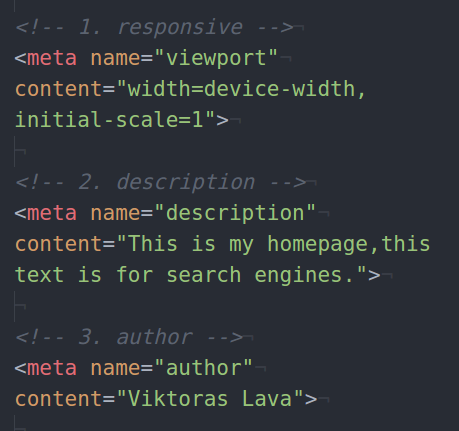 <!-- 1. responsive -->
<meta name="viewport"
content="width=device-width,
initial-scale=1">
<!-- 2. description -->
<meta name="description"
content="This is my homepage,this
text is for search engines.">
<!-- 3. author -->
<meta name="author"
content="Viktoras Lava">